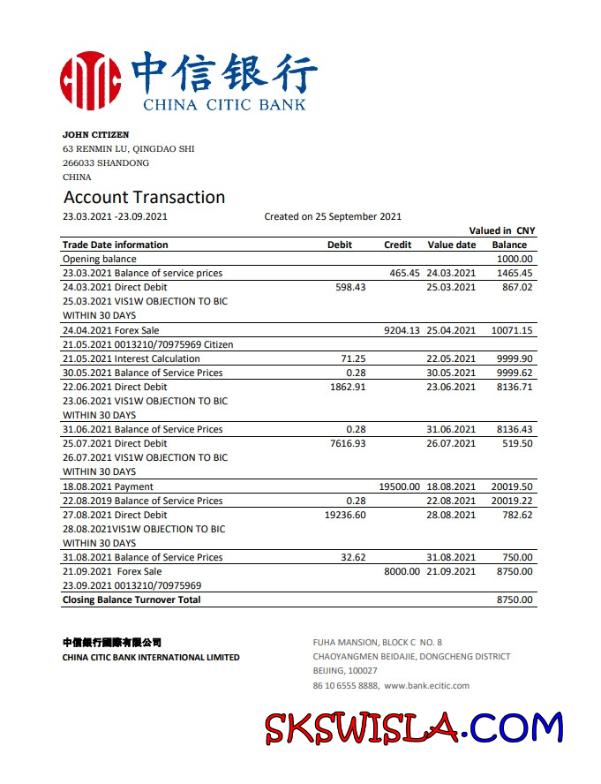 中信银行
CHINA CITIC BANK
JOHN CITIZEN
63 RENMIN LU, QINGDAO SHI
266033 SHANDONG
CHINA
Account Transaction
23.03.2021 -23.09.2021 Created on 25 September 2021
Valued in CNY
Trade Date information Debit Credit Value date Balance
Opening balance 1000.00
23.03.2021 Balance of service prices 465.45 24.03.2021 1465.45
24.03.2021 Direct Debit 598.43 25.03.2021 867.02
25.03.2021 VIS1W OBJECTION TO BIC
WITHIN 30 DAYS
24.04.2021 Forex Sale 9204.13 25.04.2021 10071.15
21.05.2021 0013210/70975969 Citizen
21.05.2021 Interest Calculation 71.25 22.05.2021 9999.90
30.05.2021 Balance of Service Prices 0.28 30.05.2021 9999.62
22.06.2021 Direct Debit 1862.91 23.06.2021 8136.71
23.06.2021 VIS1W OBJECTION TO BIC
WITHIN 30 DAYS
31.06.2021 Balance of Service Prices 0.28 31.06.2021 8136.43
25.07.2021 Direct Debit 7616.93 26.07.2021 519.50
26.07.2021 VIS1W OBJECTION TO BIC
WITHIN 30 DAYS
18.08.2021 Payment 19500.00 18.08.2021 20019.50
22.08.2019 Balance of Service Prices 0.28 22.08.2021 20019.22
27.08.2021 Direct Debit 19236.60 28.08.2021 782.62
28.08.2021VIS1W OBJECTION TO BIC
WITHIN 30 DAYS
31.08.2021 Balance of Service Prices 32.62 31.08.2021 750.00
21.09.2021 Forex Sale 8000.00 21.09.2021 8750.00
23.09.2021 0013210/70975969
Closing Balance Turnover Total 8750.00
中信銀行國際有限公司
CHINA CITIC BANK INTERNATIONAL LIMITED
FUHA MANSION, BLOCK C NO. 8
CHAOYANGMEN BEIDAJIE, DONGCHENG DISTRICT
BEIJING, 100027
86 10 6555 8888, www.bank.ecitic.com
SKSWISLA.COM